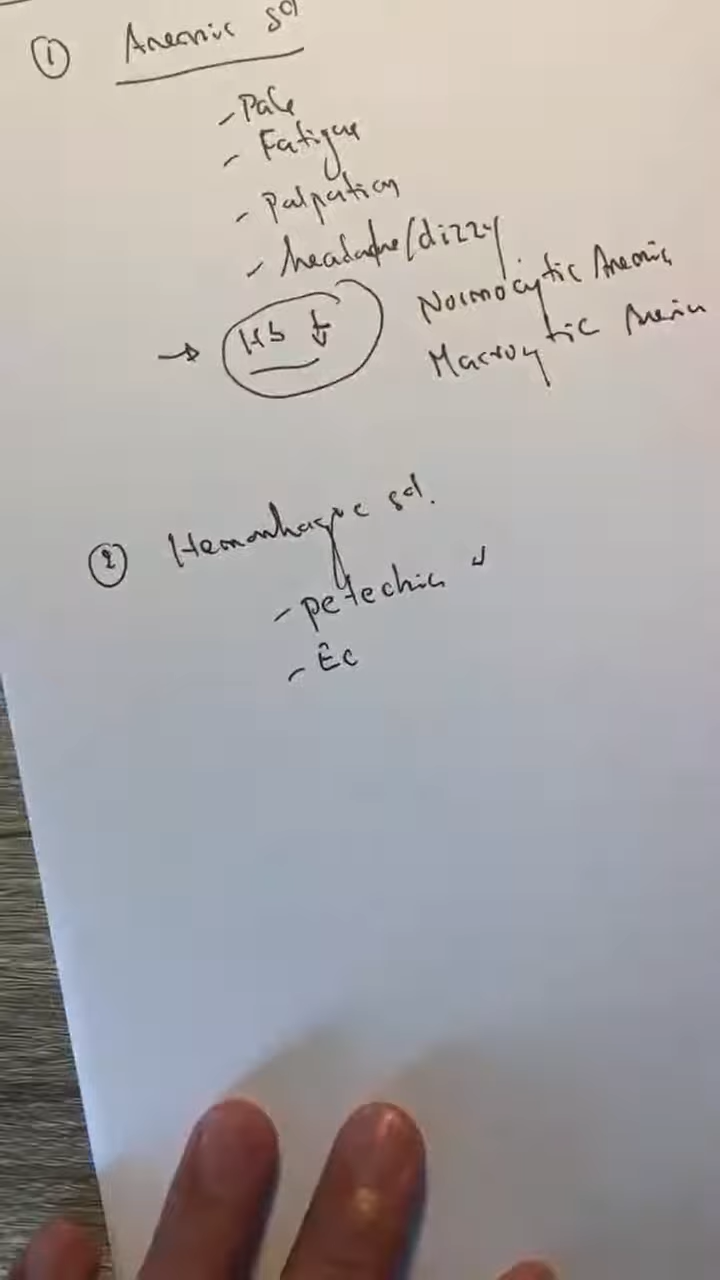 ① Anemic sd
- Pale
- Fatigue
- Palpation
- headache/dizzy
→ Hb ↓
Normocytic Anemia
Macrocytic Anemia
② Hemorrhagic sd.
- petechia
- Ec